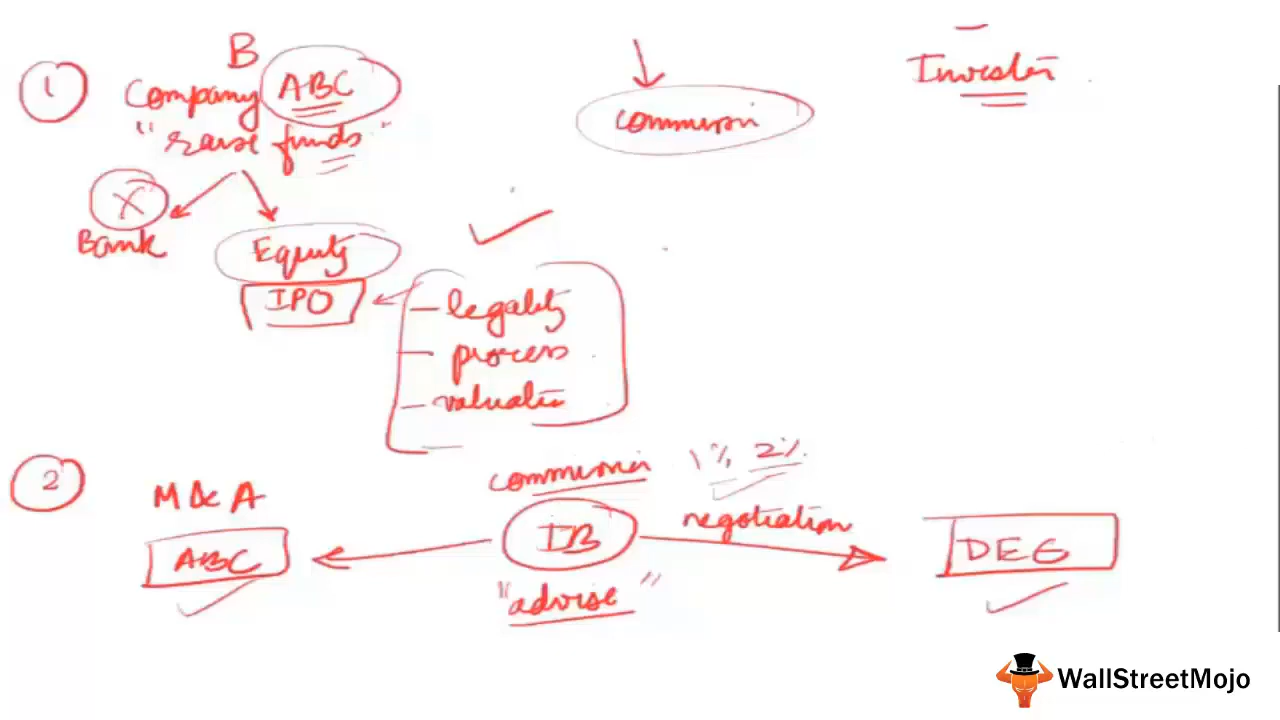 1
B
Company ABC
"raise funds"
X
Bank
Equity
IPO
- legality
- process
- valuation
commission
Investor
2
M & A
ABC
commission
1%, 2%
IB
"advise"
negotiation
DEG
WallStreetMojo